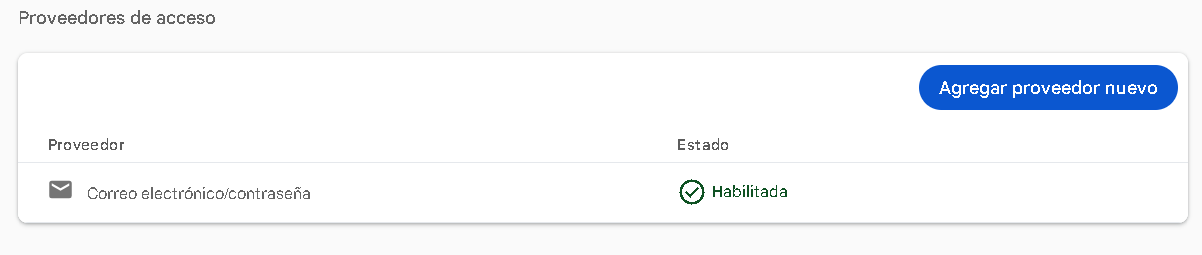 Proveedores de acceso
Agregar proveedor nuevo
Proveedor Estado
Correo electrónico/contraseña Habilitada